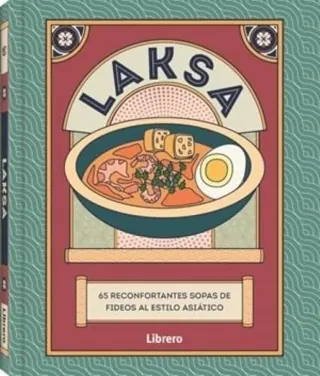 LAKSA
65 RECONFORTANTES SOPAS DE
FIDEOS AL ESTILO ASIÁTICO
Librero
LAKSA
Librero